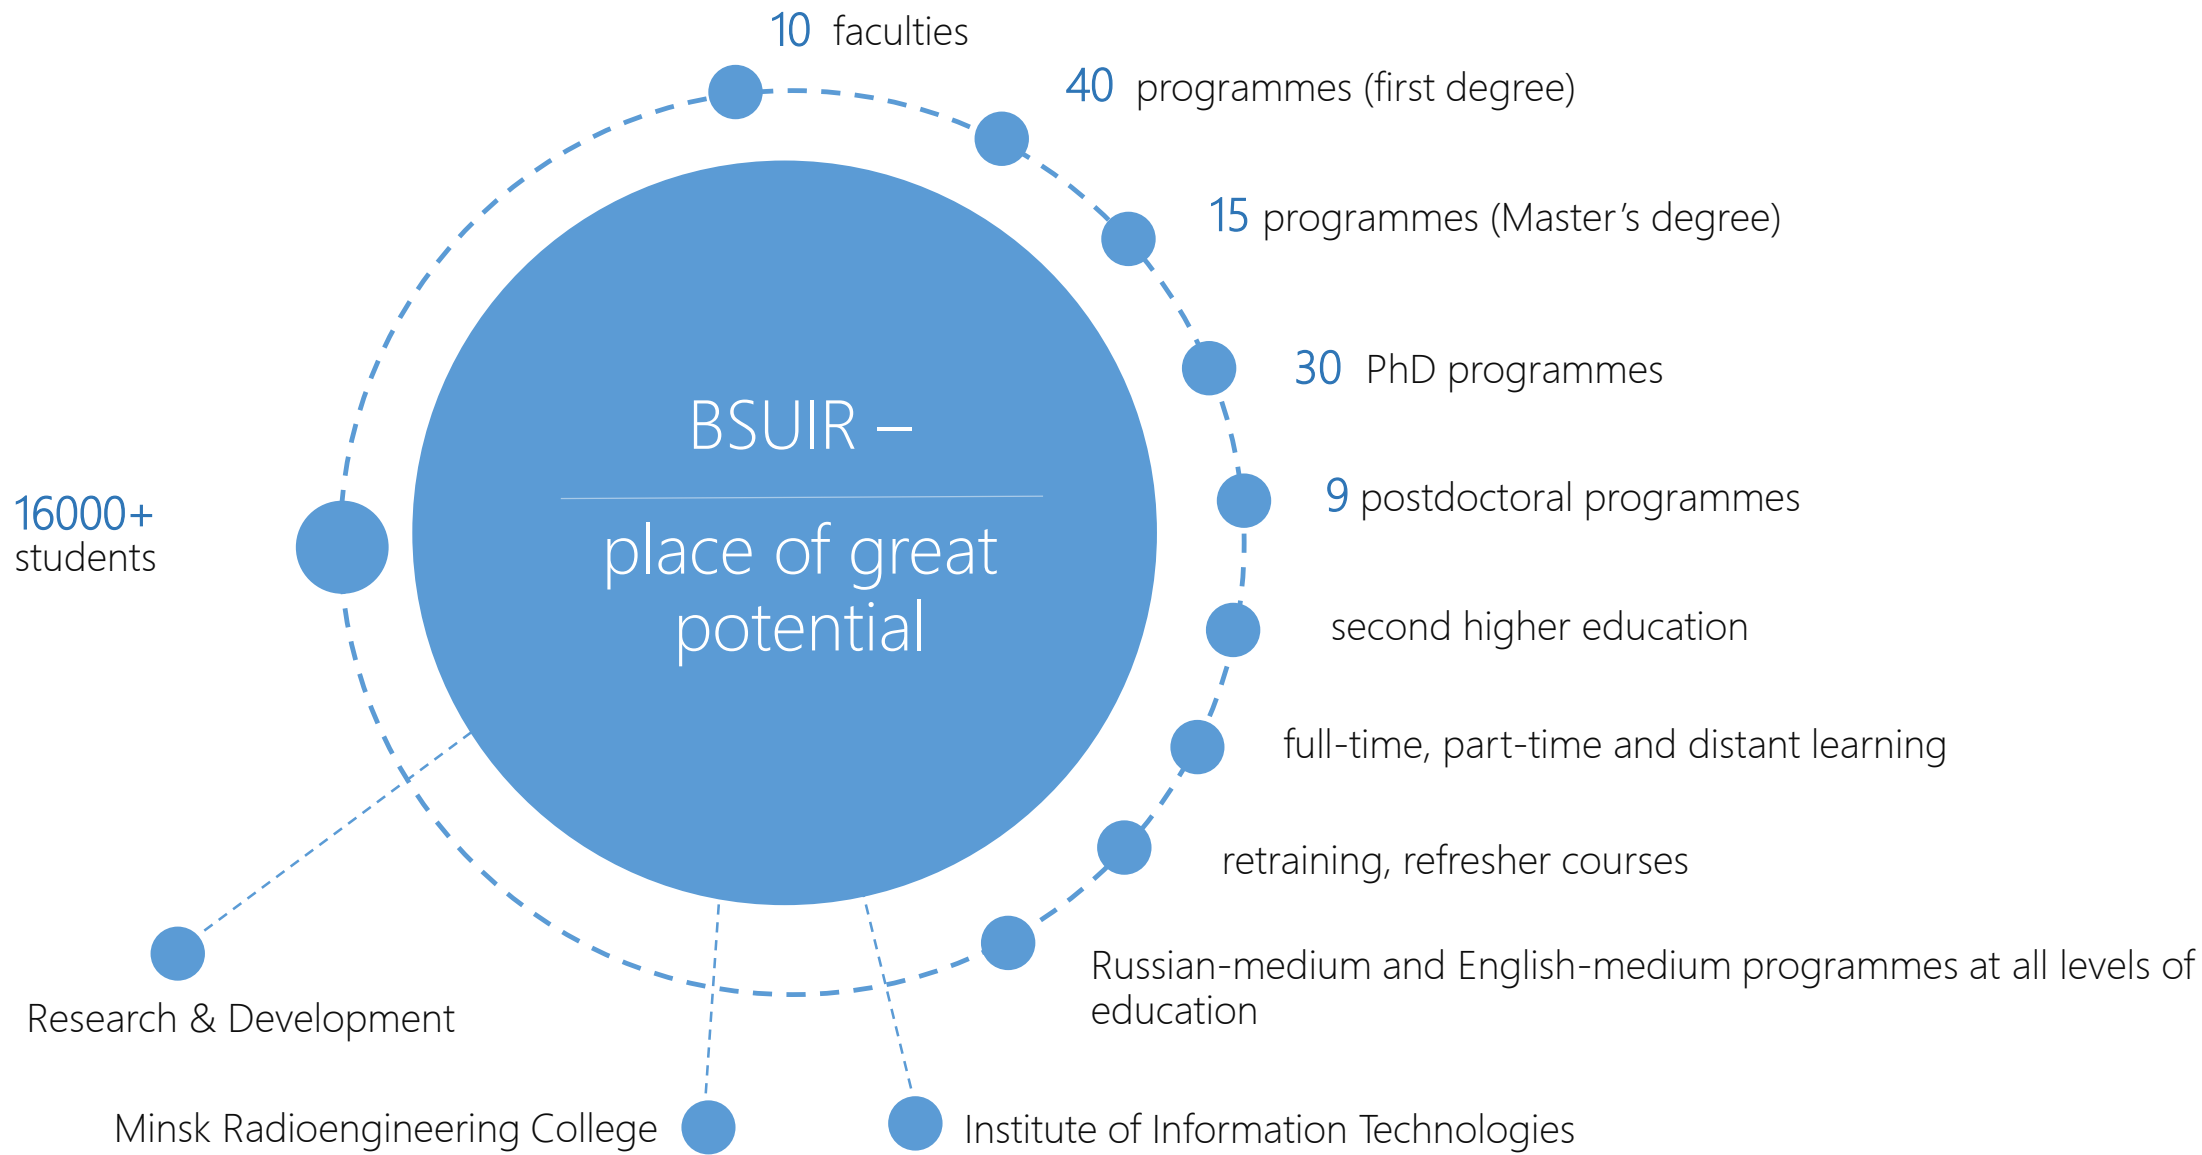 10 faculties
40 programmes (first degree)
15 programmes (Master's degree)
30 PhD programmes
BSUIR –
place of great
potential
16000+
students
9 postdoctoral programmes
second higher education
full-time, part-time and distant learning
retraining, refresher courses
Russian-medium and English-medium programmes at all levels of
education
Research & Development
Minsk Radioengineering College
Institute of Information Technologies